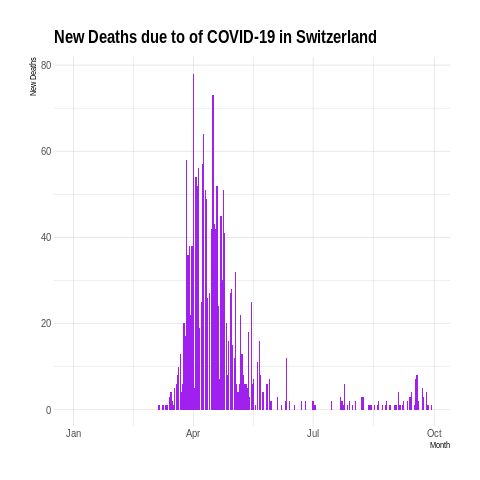 New Deaths due to of COVID-19 in Switzerland
New Deaths
80
60
40
20
0
Jan Apr Jul Oct
Month